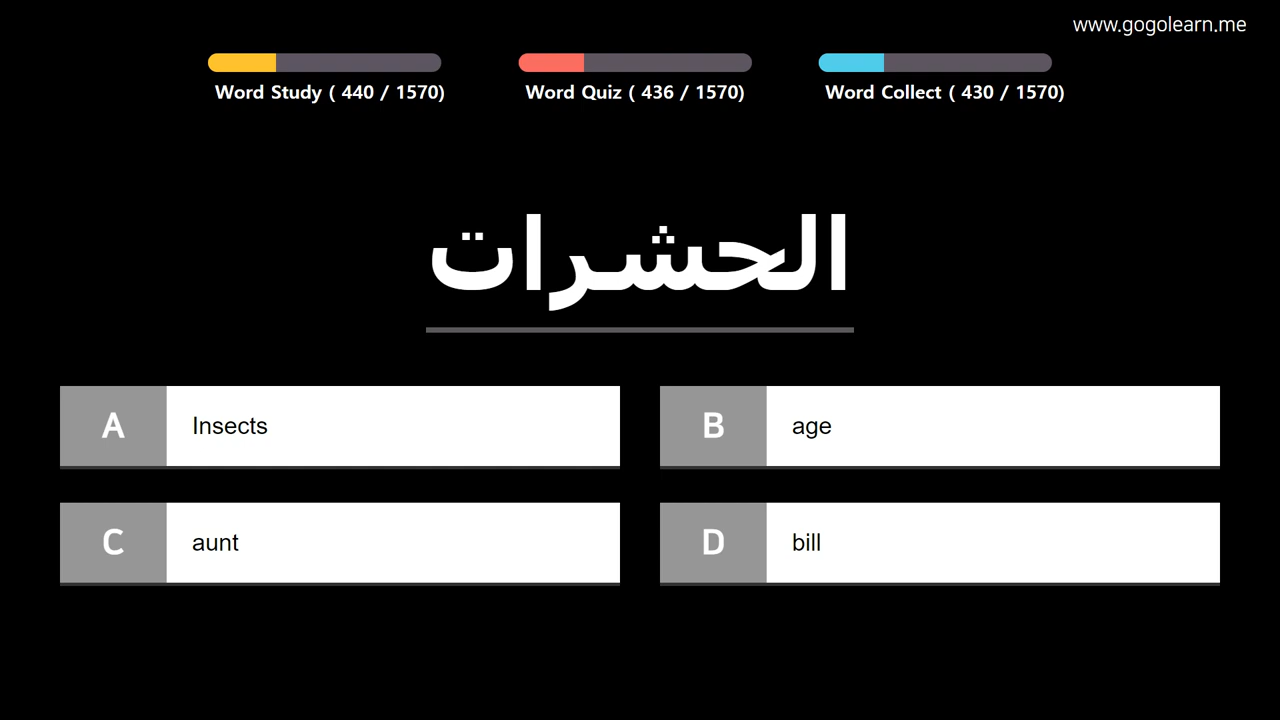 www.gogolearn.me
Word Study ( 440 / 1570)
Word Quiz ( 436 / 1570)
Word Collect ( 430 / 1570)
الحشرات
A Insects
B age
C aunt
D bill